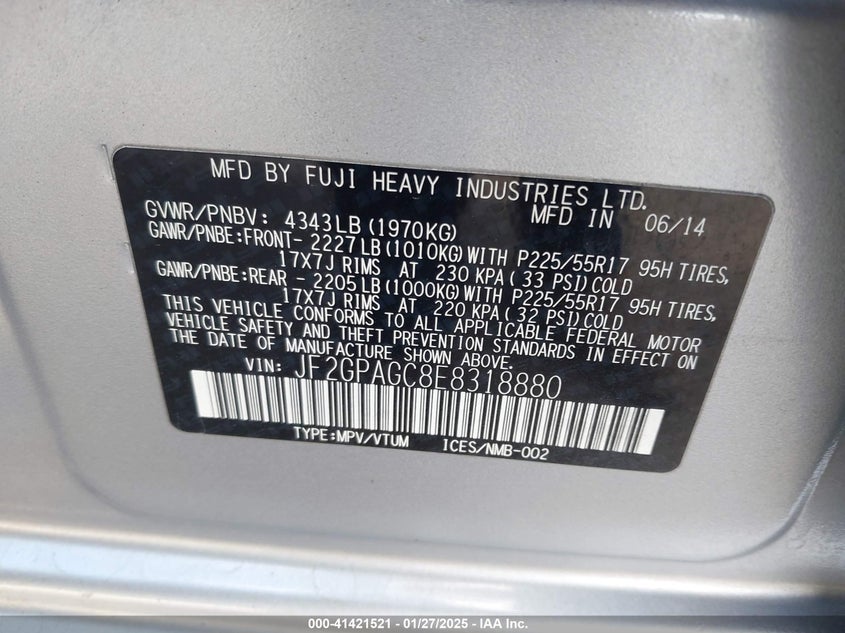 MFD BY FUJI HEAVY INDUSTRIES LTD.
MFD IN 06/14
GVWR/PNBV: 4343LB (1970KG)
GAWR/PNBE:FRONT- 2227 LB (1010KG) WITH P225/55R17 95H TIRES,
17X7J RIMS AT 230 KPA ( 33 PSI) COLD
GAWR/PNBE:REAR - 2205 LB (1000KG) WITH P225/55R17 95H TIRES,
17X7J RIMS AT 220 KPA ( 32 PSI) COLD
THIS VEHICLE CONFORMS TO ALL APPLICABLE FEDERAL MOTOR
VEHICLE SAFETY AND THEFT PREVENTION STANDARDS IN EFFECT ON
THE DATE OF MANUFACTURE SHOWN ABOVE.
VIN: JF2GPAGC8E8318880
TYPE:MPV/VTUM ICES/NMB-002
000-41421521 - 01/27/2025 - IAA Inc.